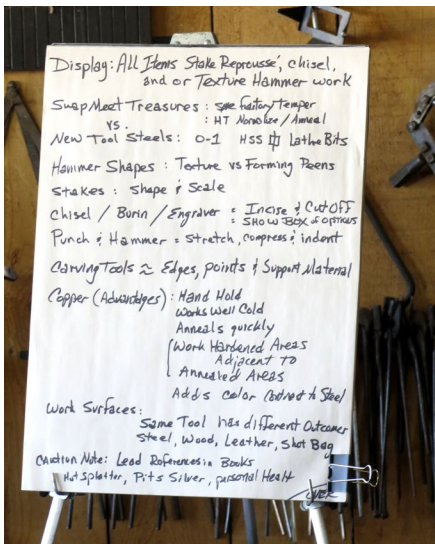 Display: All Items Stake Repoussé, chisel,
and or Texture Hammer work
Swap Meet Treasures : some factory temper
vs. : HT Normalize / Anneal
New Tool Steels: O-1 HSS Lathe Bits
Hammer Shapes : Texture vs Forming Peens
Stakes : Shape & Scale
Chisel / Burin / Engraver = Incise & Cut Off
= SHOW BOX of options
Punch & Hammer = Stretch, compress & indent
Carving Tools ≈ Edges, points & Support Material
Copper (Advantages) : Hand Hold
Works Well Cold
Anneals quickly
Work Hardened Areas
Adjacent To
Annealed Areas
Adds color Contrast to Steel
Work Surfaces:
Same Tool has different Outcomes
Steel, Wood, Leather, Shot Bag
Caution Note: Lead References in Books
Hot Splatter, Pits Silver, personal Healt